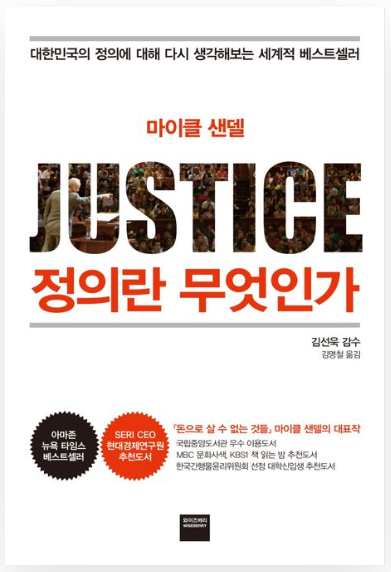 대한민국의 정의에 대해 다시 생각해보는 세계적 베스트셀러
마이클 샌델
JUSTICE
정의란 무엇인가
김선욱 감수
김명철 옮김
아마존
뉴욕 타임스
베스트셀러
SERI CEO
현대경제연구원
추천도서
『돈으로 살 수 없는 것들』 마이클 샌델의 대표작
국립중앙도서관 우수 이용도서
MBC 문화사색, KBS1 책 읽는 밤 추천도서
한국간행물윤리위원회 선정 대학신입생 추천도서
와이즈베리
WISEBERRY